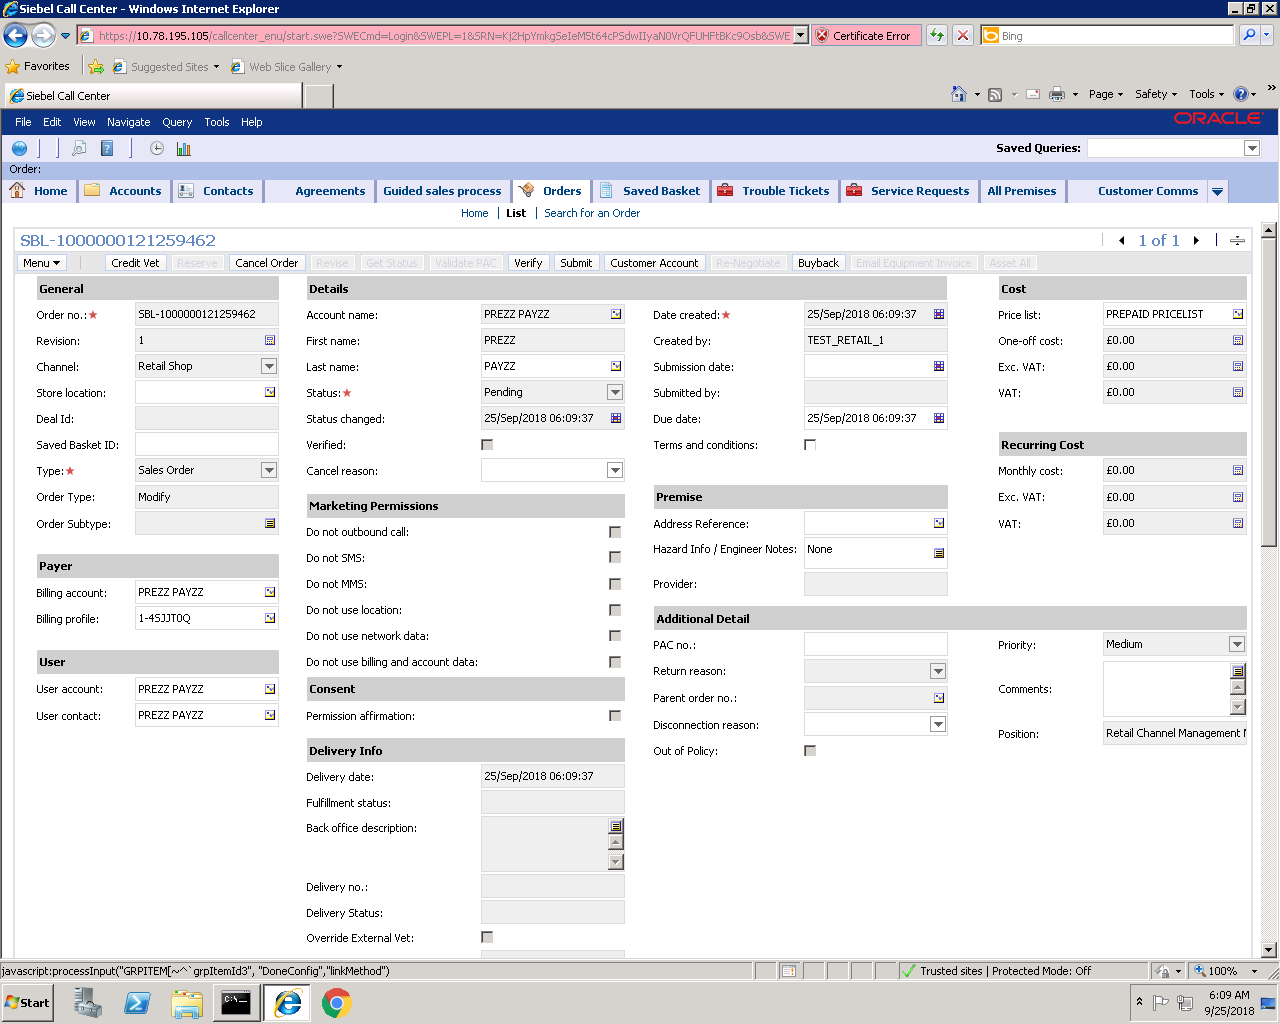 Siebel Call Center - Windows Internet Explorer
https://10.78.195.105/callcenter_enu/start.swe?SWECmd=Login&SWEPL=1&SRN=
Certificate Error
Bing
Favorites
Suggested Sites
Web Slice Gallery
Siebel Call Center
Page
Safety
Tools
File Edit View Navigate Query Tools Help
ORACLE
Saved Queries:
Order:
Home
Accounts
Contacts
Agreements
Guided sales process
Orders
Saved Basket
Trouble Tickets
Service Requests
All Premises
Customer Comms
Home | List | Search for an Order
SBL-1000000121259462
1 of 1
Menu
Credit Vet
Reserve
Cancel Order
Revise
Get Status
Validate PAC
Verify
Submit
Customer Account
Re-Negotiate
Buyback
Email Equipment Invoice
Asset All
General
Order no.:★ SBL-1000000121259462
Revision: 1
Channel: Retail Shop
Store location:
Deal Id:
Saved Basket ID:
Type:★ Sales Order
Order Type: Modify
Order Subtype:
Payer
Billing account: PREZZ PAYZZ
Billing profile: 1-4SJJT0Q
User
User account: PREZZ PAYZZ
User contact: PREZZ PAYZZ
Details
Account name: PREZZ PAYZZ
First name: PREZZ
Last name: PAYZZ
Status:★ Pending
Status changed: 25/Sep/2018 06:09:37
Verified:
Cancel reason:
Marketing Permissions
Do not outbound call:
Do not SMS:
Do not MMS:
Do not use location:
Do not use network data:
Do not use billing and account data:
Consent
Permission affirmation:
Delivery Info
Delivery date: 25/Sep/2018 06:09:37
Fulfillment status:
Back office description:
Delivery no.:
Delivery Status:
Override External Vet:
Date created:★ 25/Sep/2018 06:09:37
Created by: TEST_RETAIL_1
Submission date:
Submitted by:
Due date: 25/Sep/2018 06:09:37
Terms and conditions:
Premise
Address Reference:
Hazard Info / Engineer Notes: None
Provider:
Additional Detail
PAC no.:
Return reason:
Parent order no.:
Disconnection reason:
Out of Policy:
Cost
Price list: PREPAID PRICELIST
One-off cost: £0.00
Exc. VAT: £0.00
VAT: £0.00
Recurring Cost
Monthly cost: £0.00
Exc. VAT: £0.00
VAT: £0.00
Priority: Medium
Comments:
Position: Retail Channel Management
javascript:processInput("GRPITEM[~^`grpItemId3", "DoneConfig","linkMethod")
Trusted sites | Protected Mode: Off
100%
Start
C:\
6:09 AM
9/25/2018